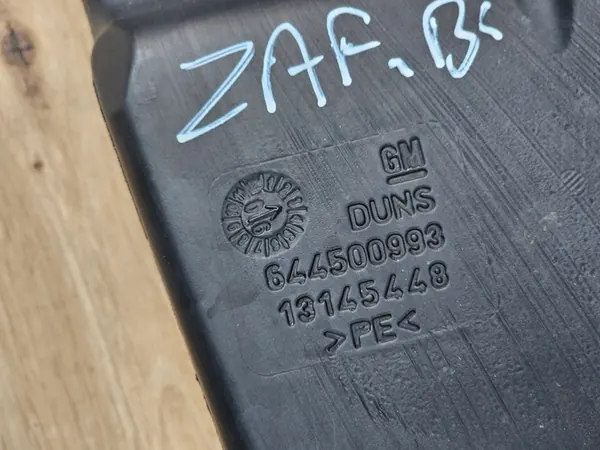 ZAF. B
GM
DUNS
644500993
13145448
>PE<